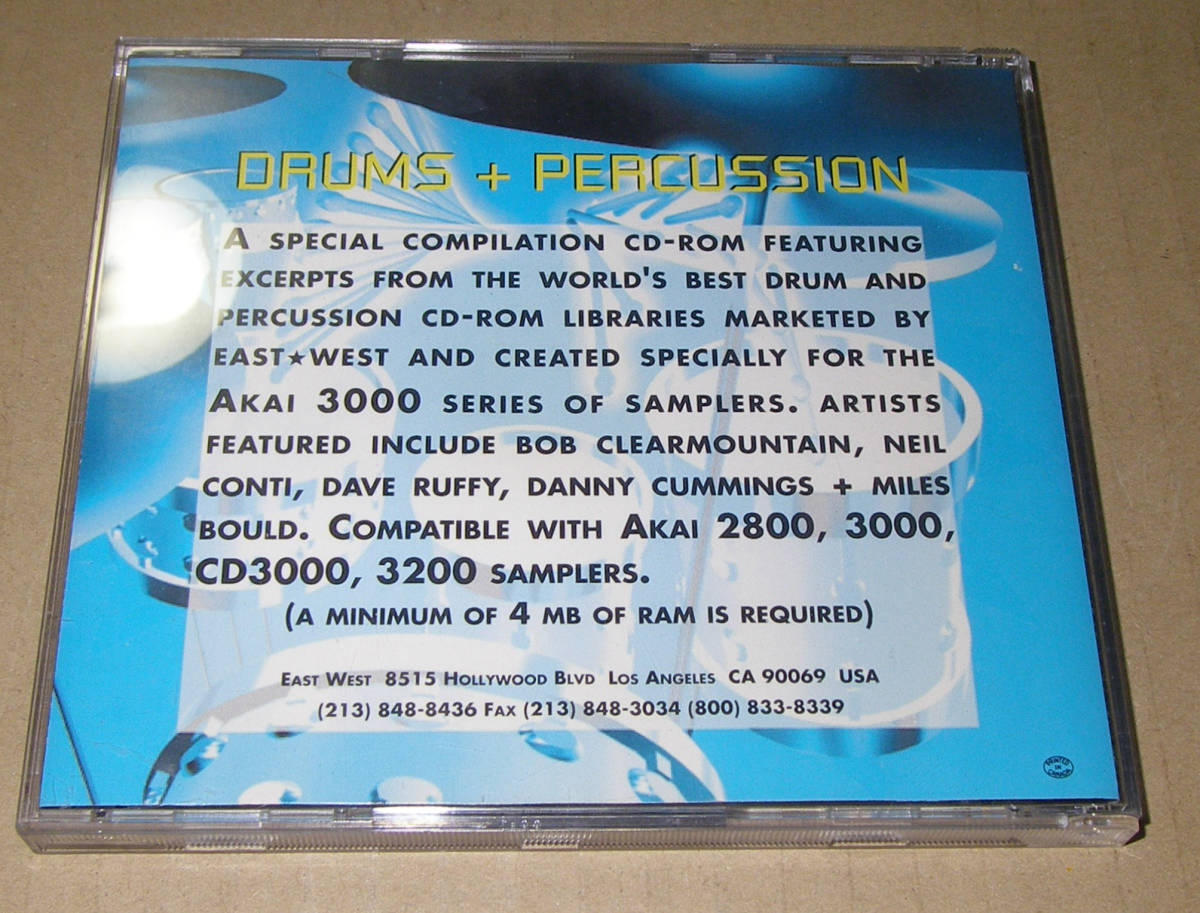 DRUMS + PERCUSSION
A SPECIAL COMPILATION CD-ROM FEATURING
EXCERPTS FROM THE WORLD'S BEST DRUM AND
PERCUSSION CD-ROM LIBRARIES MARKETED BY
EAST★WEST AND CREATED SPECIALLY FOR THE
AKAI 3000 SERIES OF SAMPLERS. ARTISTS
FEATURED INCLUDE BOB CLEARMOUNTAIN, NEIL
CONTI, DAVE RUFFY, DANNY CUMMINGS + MILES
BOULD. COMPATIBLE WITH AKAI 2800, 3000,
CD3000, 3200 SAMPLERS.
(A MINIMUM OF 4 MB OF RAM IS REQUIRED)
EAST WEST 8515 HOLLYWOOD BLVD LOS ANGELES CA 90069 USA
(213) 848-8436 FAX (213) 848-3034 (800) 833-8339
PRINTED
IN
CANADA